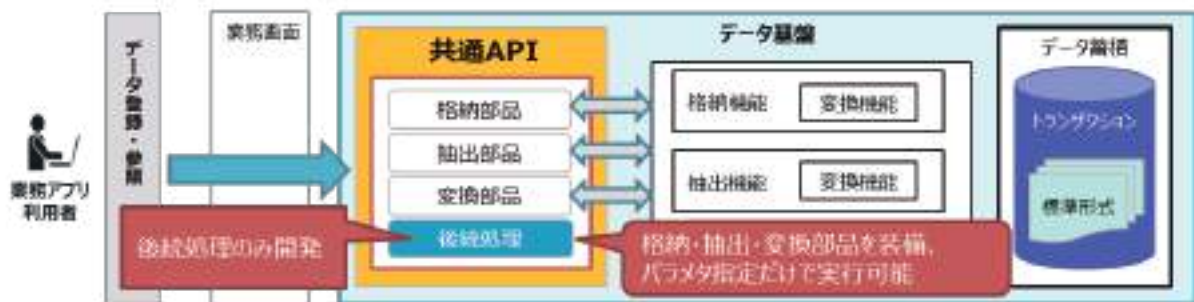 データ登録・参照
業務画面
データ基盤
共通API
データ蓄積
格納部品
格納機能
変換機能
トランザクション
抽出部品
変換部品
抽出機能
変換機能
標準形式
業務アプリ
利用者
後続処理のみ開発
後続処理
格納・抽出・変換部品を装備、
パラメタ指定だけで実行可能